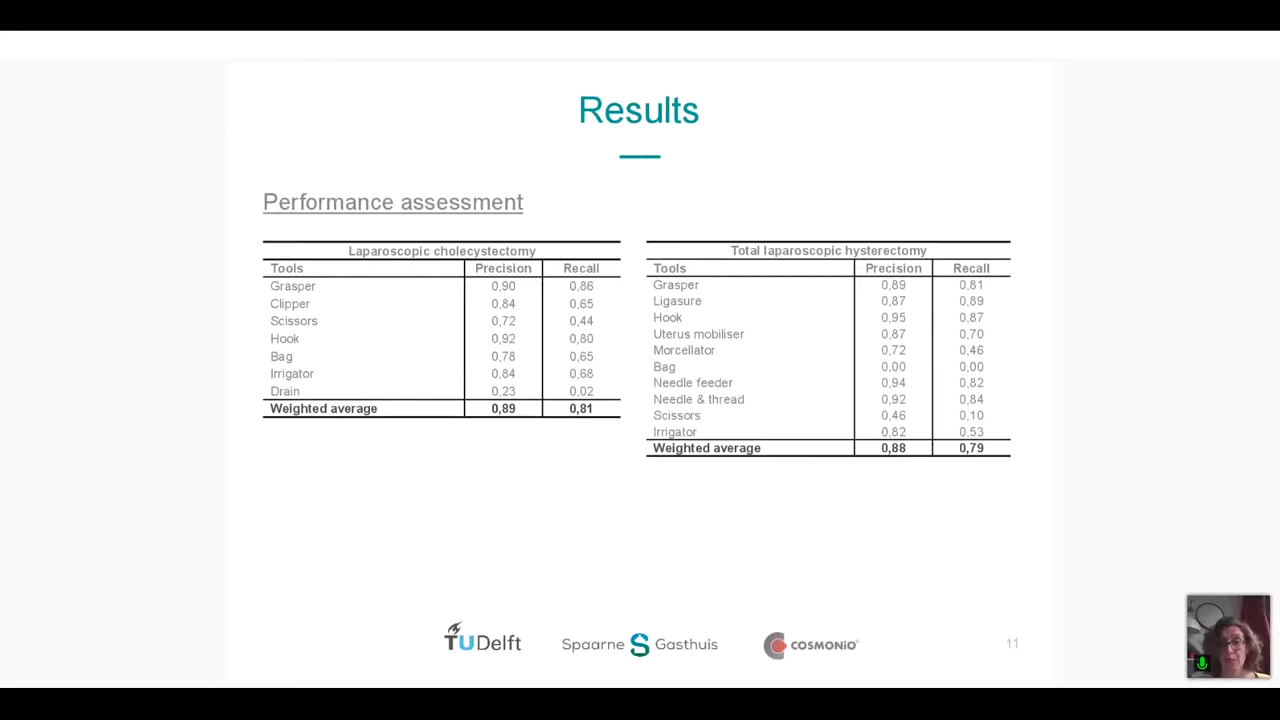 Results
Performance assessment
Laparoscopic cholecystectomy
Tools Precision Recall
Grasper 0,90 0,86
Clipper 0,84 0,65
Scissors 0,72 0,44
Hook 0,92 0,80
Bag 0,78 0,65
Irrigator 0,84 0,68
Drain 0,23 0,02
Weighted average 0,89 0,81
Total laparoscopic hysterectomy
Tools Precision Recall
Grasper 0,89 0,81
Ligasure 0,87 0,89
Hook 0,95 0,87
Uterus mobiliser 0,87 0,70
Morcellator 0,72 0,46
Bag 0,00 0,00
Needle feeder 0,94 0,82
Needle & thread 0,92 0,84
Scissors 0,46 0,10
Irrigator 0,82 0,53
Weighted average 0,88 0,79
TUDelft Spaarne Gasthuis COSMONiO® 11